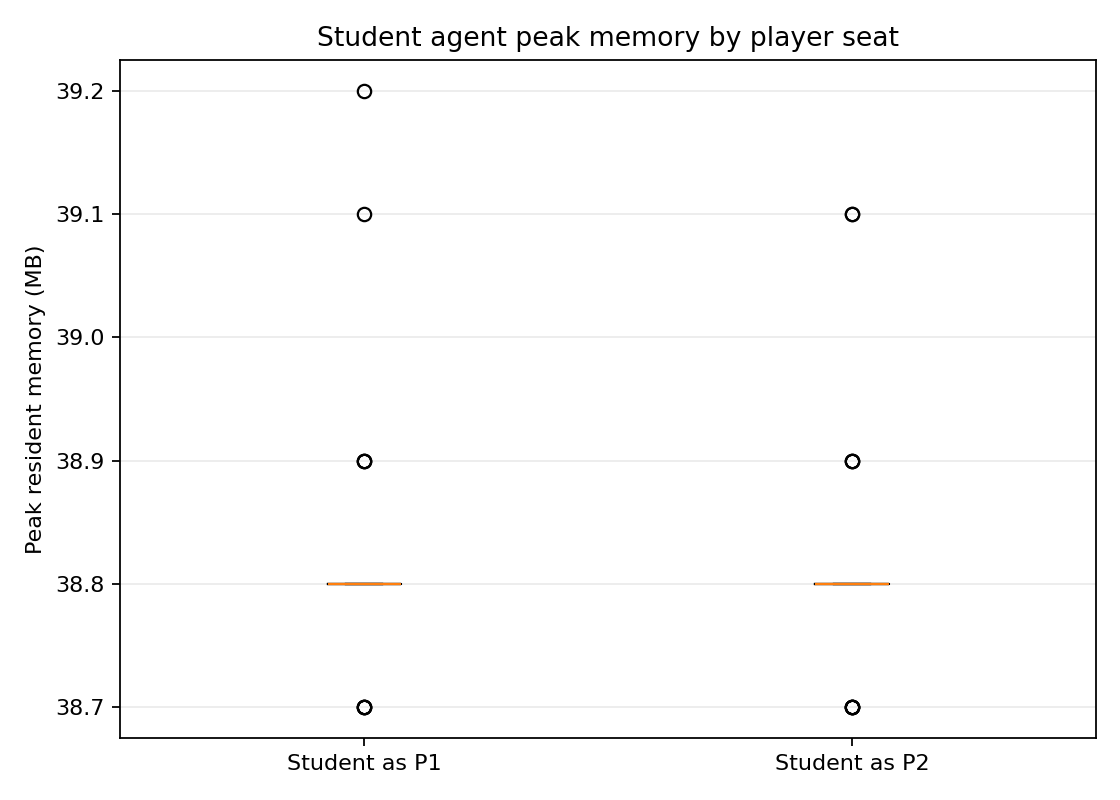 Student agent peak memory by player seat
Peak resident memory (MB)
39.2
39.1
39.0
38.9
38.8
38.7
Student as P1
Student as P2